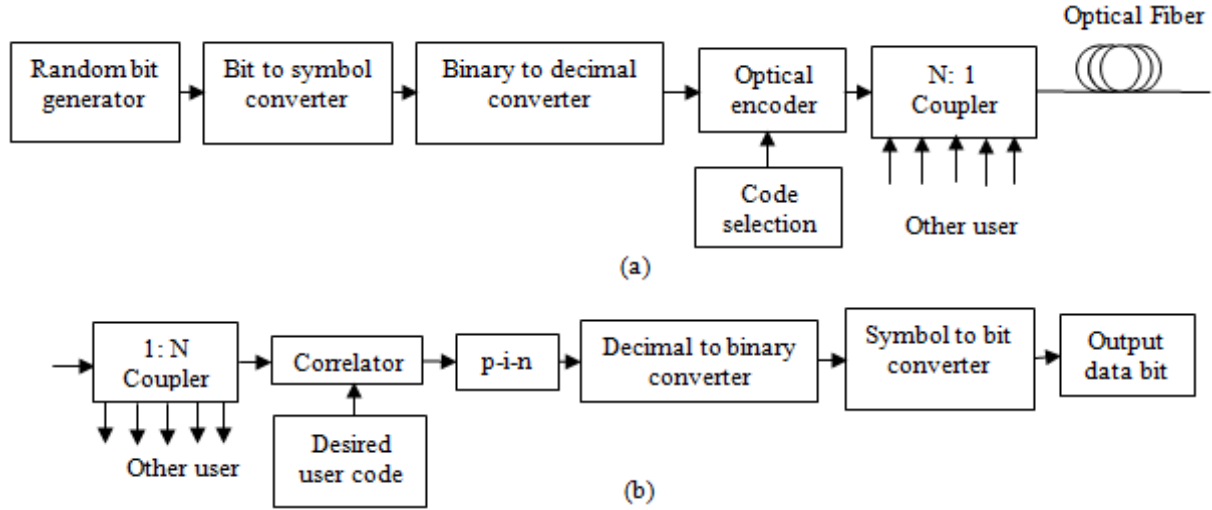 Optical Fiber
Random bit
generator
Bit to symbol
converter
Binary to decimal
converter
Optical
encoder
N: 1
Coupler
Code
selection
Other user
(a)
1: N
Coupler
Correlator
p-i-n
Decimal to binary
converter
Symbol to bit
converter
Output
data bit
Other user
Desired
user code
(b)